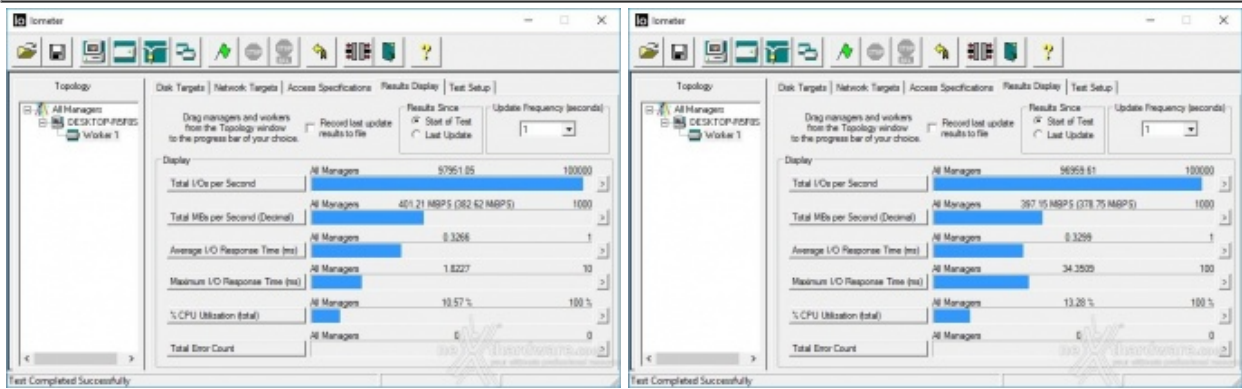 Iometer
Topology
All Managers
DESKTOP-R5F8S
Worker 1
Disk Targets
Network Targets
Access Specifications
Results Display
Test Setup
Drag managers and workers
from the Topology window
to the progress bar of your choice.
Record last update
results to file
Results Since
Start of Test
Last Update
Update Frequency (seconds)
1
Display
All Managers 97951.05 100000
Total I/Os per Second
All Managers 401.21 MBPS (382.62 MiBPS) 1000
Total MBs per Second (Decimal)
All Managers 0.3266 1
Average I/O Response Time (ms)
All Managers 1.8227 10
Maximum I/O Response Time (ms)
All Managers 10.57 % 100 %
% CPU Utilization (total)
All Managers 0 0
Total Error Count
Test Completed Successfully
Iometer
Topology
All Managers
DESKTOP-R5F8S
Worker 1
Disk Targets
Network Targets
Access Specifications
Results Display
Test Setup
Drag managers and workers
from the Topology window
to the progress bar of your choice.
Record last update
results to file
Results Since
Start of Test
Last Update
Update Frequency (seconds)
1
Display
All Managers 96959.61 100000
Total I/Os per Second
All Managers 397.15 MBPS (378.75 MiBPS) 1000
Total MBs per Second (Decimal)
All Managers 0.3299 1
Average I/O Response Time (ms)
All Managers 34.3509 100
Maximum I/O Response Time (ms)
All Managers 13.28 % 100 %
% CPU Utilization (total)
All Managers 0 0
Total Error Count
Test Completed Successfully